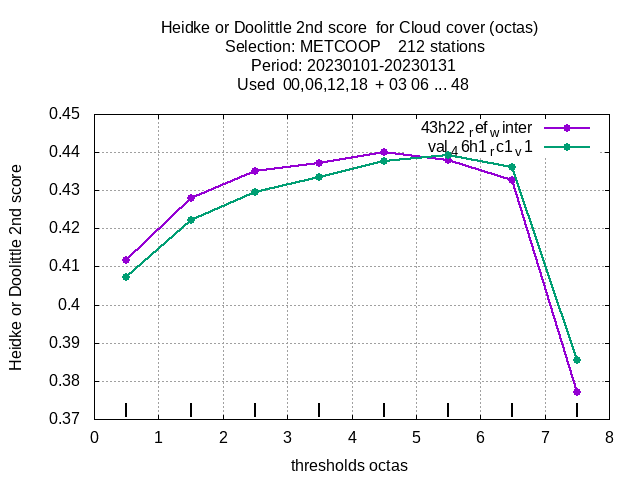 Heidke or Doolittle 2nd score  for Cloud cover (octas)
Selection: METCOOP    212 stations
Period: 20230101-20230131
Used  00,06,12,18  + 03 06 ... 48
43h22_ref_winter
val_46h1_rc1_v1
Heidke or Doolittle 2nd score
0.45
0.44
0.43
0.42
0.41
0.4
0.39
0.38
0.37
0 1 2 3 4 5 6 7 8
thresholds octas